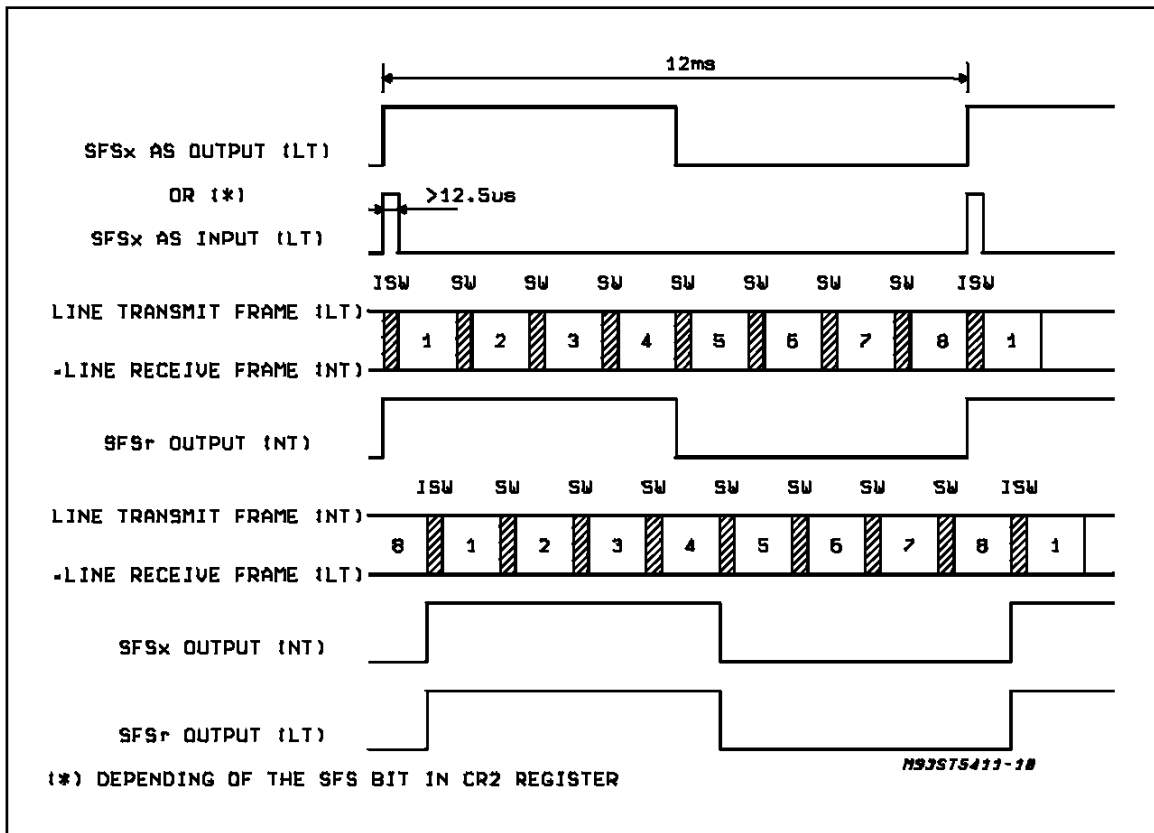 12ms
SFSx AS OUTPUT (LT)
OR (*)
>12.5us
SFSx AS INPUT (LT)
ISW SW SW SW SW SW SW SW ISW
LINE TRANSMIT FRAME (LT)
1 2 3 4 5 6 7 8 1
=LINE RECEIVE FRAME (NT)
SFSr OUTPUT (NT)
ISW SW SW SW SW SW SW SW ISW
LINE TRANSMIT FRAME (NT)
8 1 2 3 4 5 6 7 8 1
=LINE RECEIVE FRAME (LT)
SFSx OUTPUT (NT)
SFSr OUTPUT (LT)
M93ST5411-10
(*) DEPENDING OF THE SFS BIT IN CR2 REGISTER